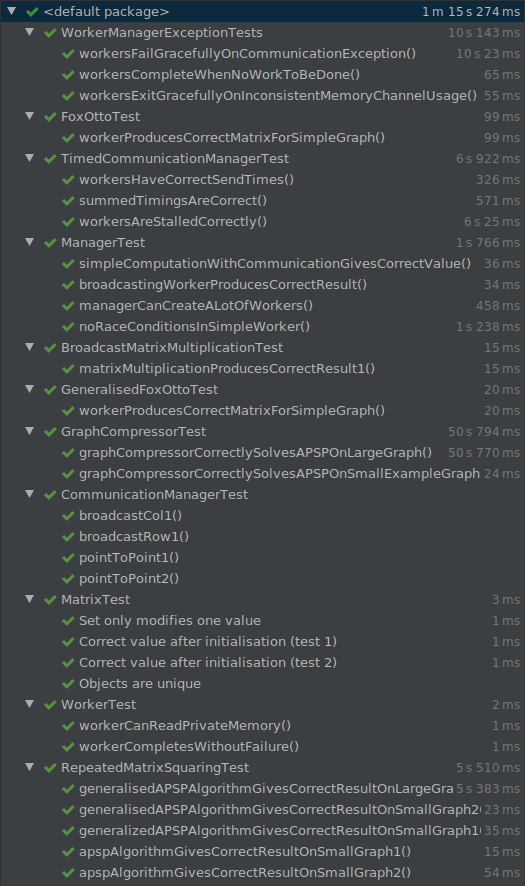 <default package> 1 m 15 s 274 ms
WorkerManagerExceptionTests 10 s 143 ms
workersFailGracefullyOnCommunicationException() 10 s 23 ms
workersCompleteWhenNoWorkToBeDone() 65 ms
workersExitGracefullyOnInconsistentMemoryChannelUsage() 55 ms
FoxOttoTest 99 ms
workerProducesCorrectMatrixForSimpleGraph() 99 ms
TimedCommunicationManagerTest 6 s 922 ms
workersHaveCorrectSendTimes() 326 ms
summedTimingsAreCorrect() 571 ms
workersAreStalledCorrectly() 6 s 25 ms
ManagerTest 1 s 766 ms
simpleComputationWithCommunicationGivesCorrectValue() 36 ms
broadcastingWorkerProducesCorrectResult() 34 ms
managerCanCreateALotOfWorkers() 458 ms
noRaceConditionsInSimpleWorker() 1 s 238 ms
BroadcastMatrixMultiplicationTest 15 ms
matrixMultiplicationProducesCorrectResult1() 15 ms
GeneralisedFoxOttoTest 20 ms
workerProducesCorrectMatrixForSimpleGraph() 20 ms
GraphCompressorTest 50 s 794 ms
graphCompressorCorrectlySolvesAPSPOnLargeGraph() 50 s 770 ms
graphCompressorCorrectlySolvesAPSPOnSmallExampleGraph 24 ms
CommunicationManagerTest
broadcastCol1()
broadcastRow1()
pointToPoint1()
pointToPoint2()
MatrixTest 3 ms
Set only modifies one value 1 ms
Correct value after initialisation (test 1) 1 ms
Correct value after initialisation (test 2) 1 ms
Objects are unique
WorkerTest 2 ms
workerCanReadPrivateMemory() 1 ms
workerCompletesWithoutFailure() 1 ms
RepeatedMatrixSquaringTest 5 s 510 ms
generalisedAPSPAlgorithmGivesCorrectResultOnLargeGra 5 s 383 ms
generalisedAPSPAlgorithmGivesCorrectResultOnSmallGraph2( 23 ms
generalizedAPSPAlgorithmGivesCorrectResultOnSmallGraph1( 35 ms
apspAlgorithmGivesCorrectResultOnSmallGraph1() 15 ms
apspAlgorithmGivesCorrectResultOnSmallGraph2() 54 ms